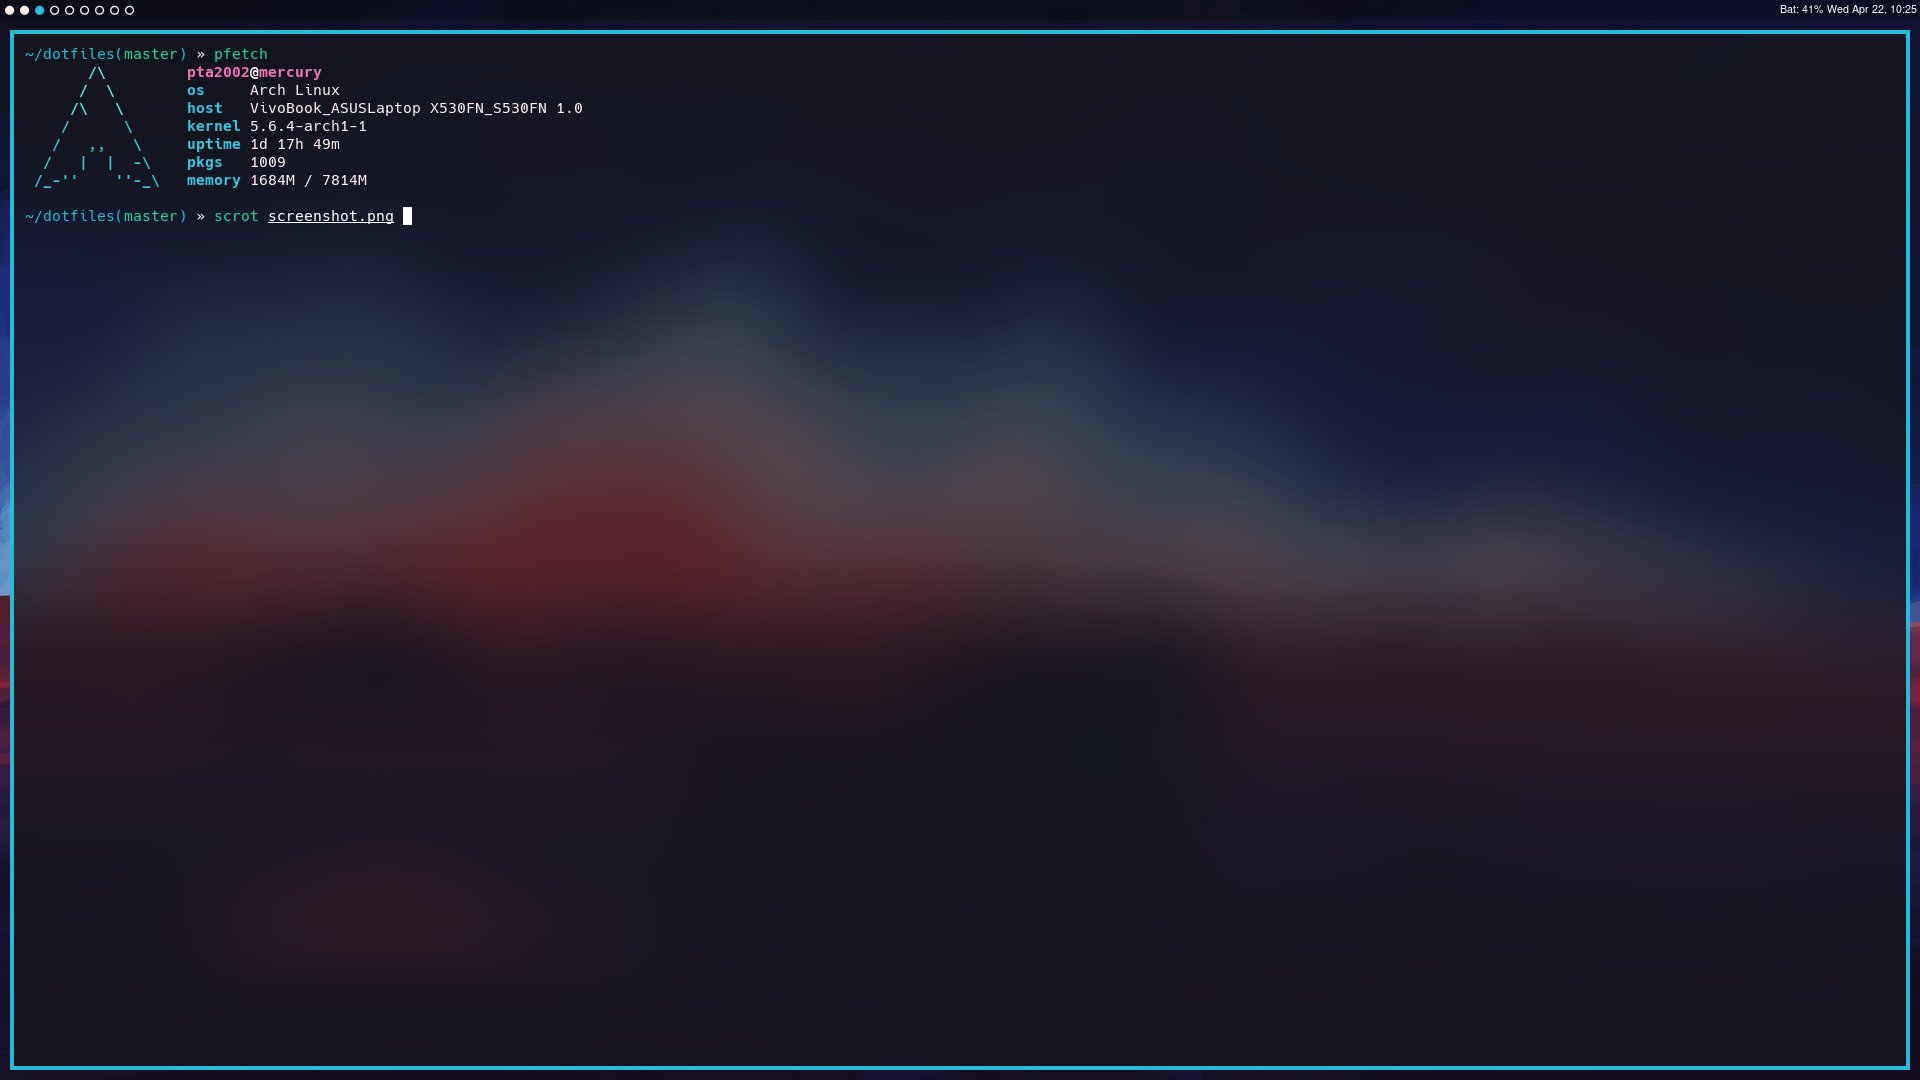 Bat: 41% Wed Apr 22, 10:25
~/dotfiles(master) » pfetch
/\ pta2002@mercury
/  \ os Arch Linux
/\   \ host VivoBook_ASUSLaptop X530FN_S530FN 1.0
/      \ kernel 5.6.4-arch1-1
/   ,,   \ uptime 1d 17h 49m
/   |  |  -\ pkgs 1009
/_-''    ''-_\ memory 1684M / 7814M
~/dotfiles(master) » scrot screenshot.png